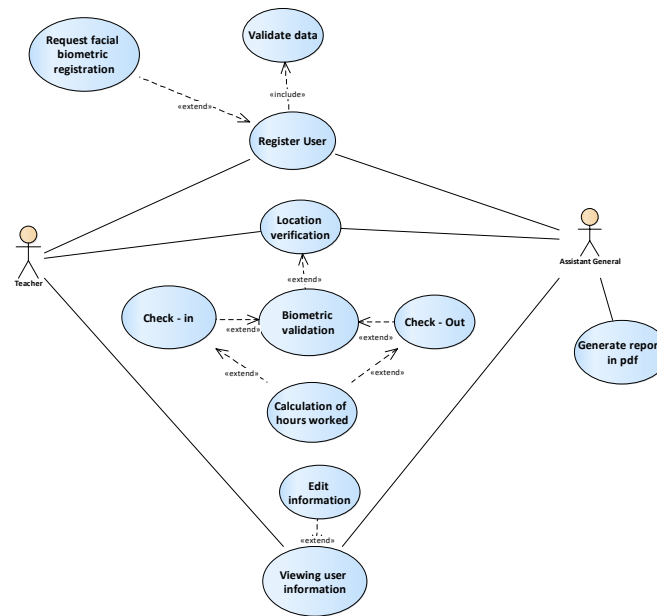 Request facial
biometric
registration
Validate data
«include»
«extend»
Register User
Location
verification
Teacher
Assistant General
«extend»
Check - in
«extend»
Biometric
validation
«extend»
Check - Out
Generate report
in pdf
«extend»
«extend»
Calculation of
hours worked
Edit
information
«extend»
Viewing user
information